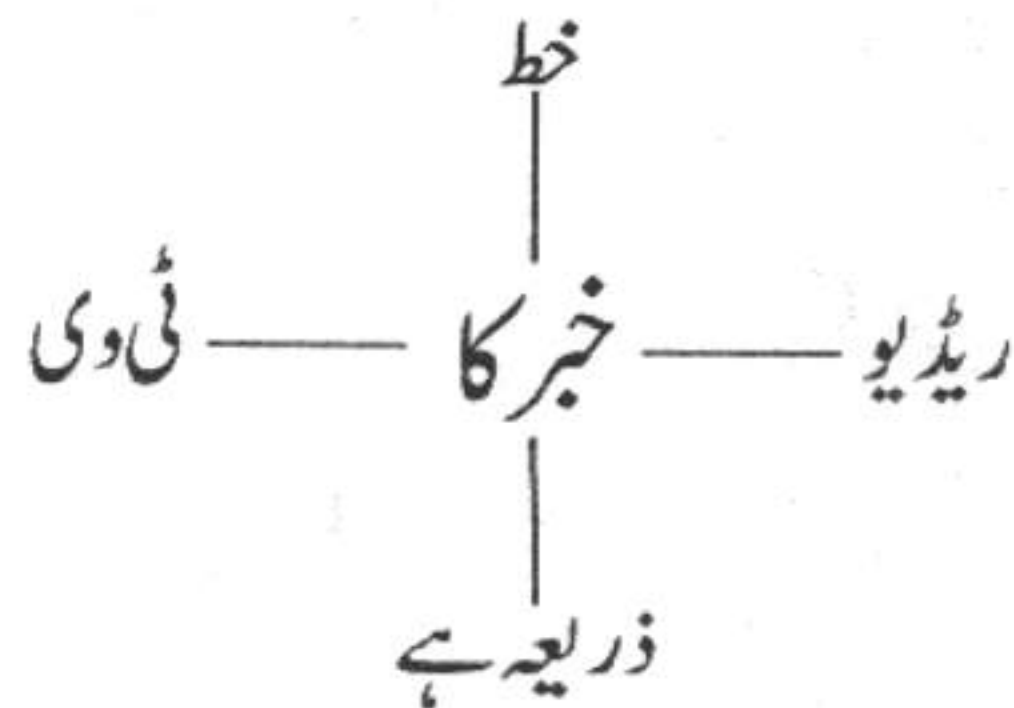 خط
ریڈیو
خبر کا
ٹی وی
ذریعہ ہے